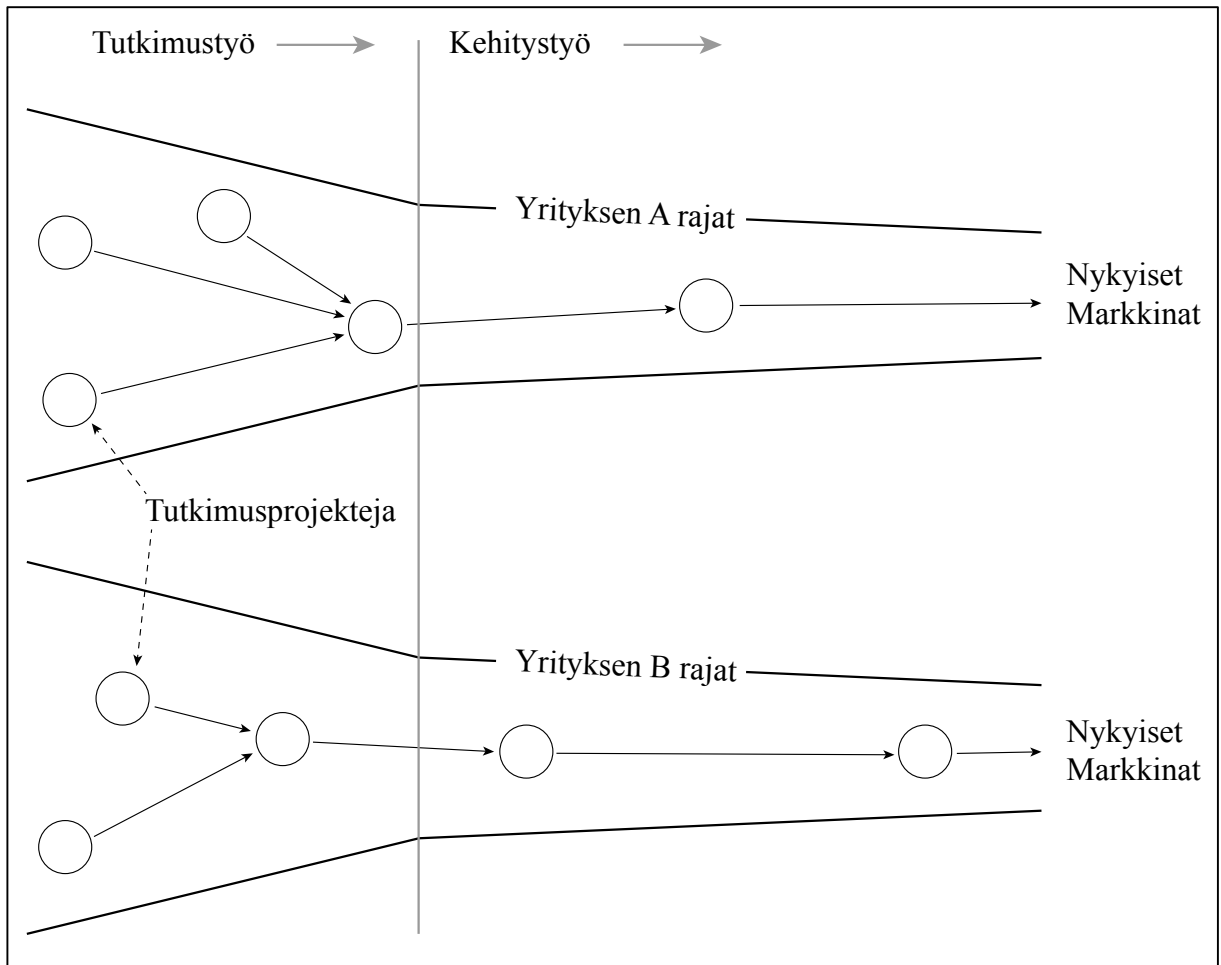 Tutkimustyö
Kehitystyö
Yrityksen A rajat
Nykyiset
Markkinat
Tutkimusprojekteja
Yrityksen B rajat
Nykyiset
Markkinat